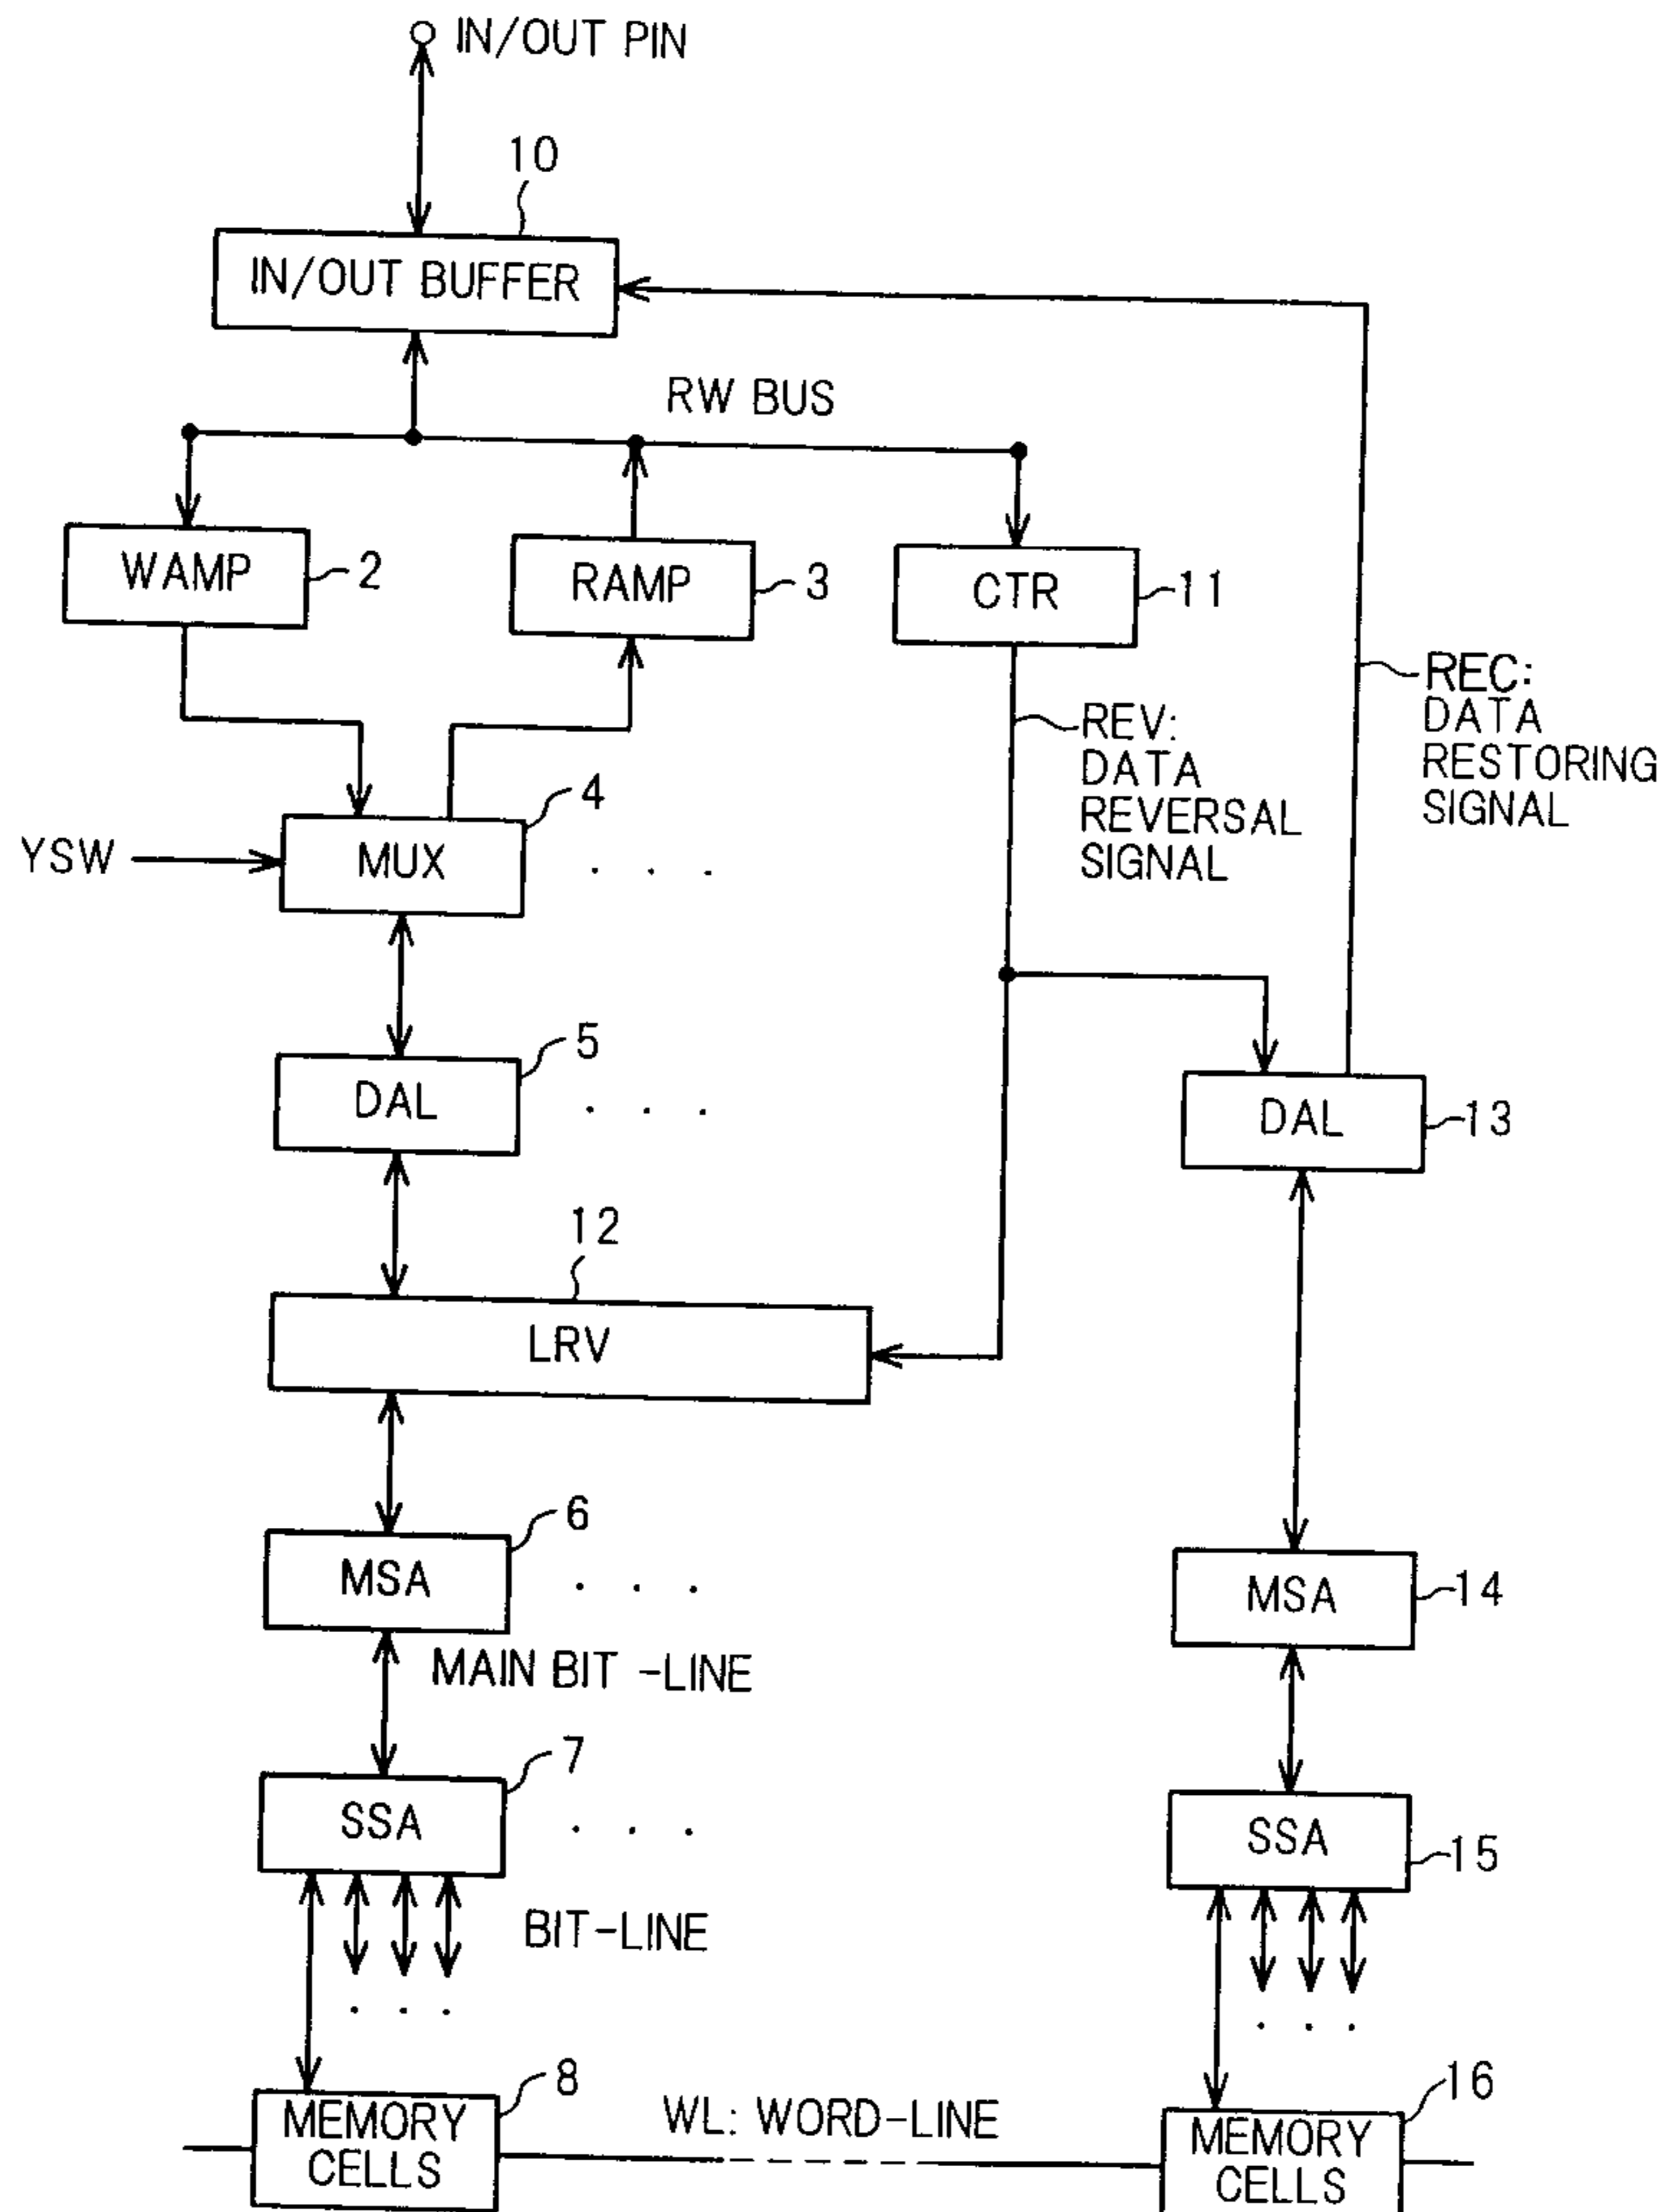 IN/OUT PIN
10
IN/OUT BUFFER
RW BUS
WAMP
2
RAMP
3
CTR
11
REC:
DATA
RESTORING
SIGNAL
REV:
DATA
REVERSAL
SIGNAL
4
YSW
MUX
. . .
5
DAL
. . .
DAL
13
12
LRV
6
MSA
. . .
MSA
14
MAIN BIT -LINE
7
SSA
. . .
SSA
15
BIT-LINE
. . .
. . .
8
MEMORY
CELLS
WL: WORD-LINE
16
MEMORY
CELLS